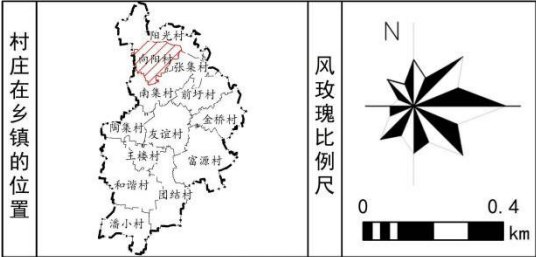 村庄在乡镇的位置
阳光村
向阳村
张集村
南集村
前圩村
金桥村
陶集村
友谊村
王楼村
富源村
和谐村
团结村
潘小村
风玫瑰比例尺
N
0 0.4
km